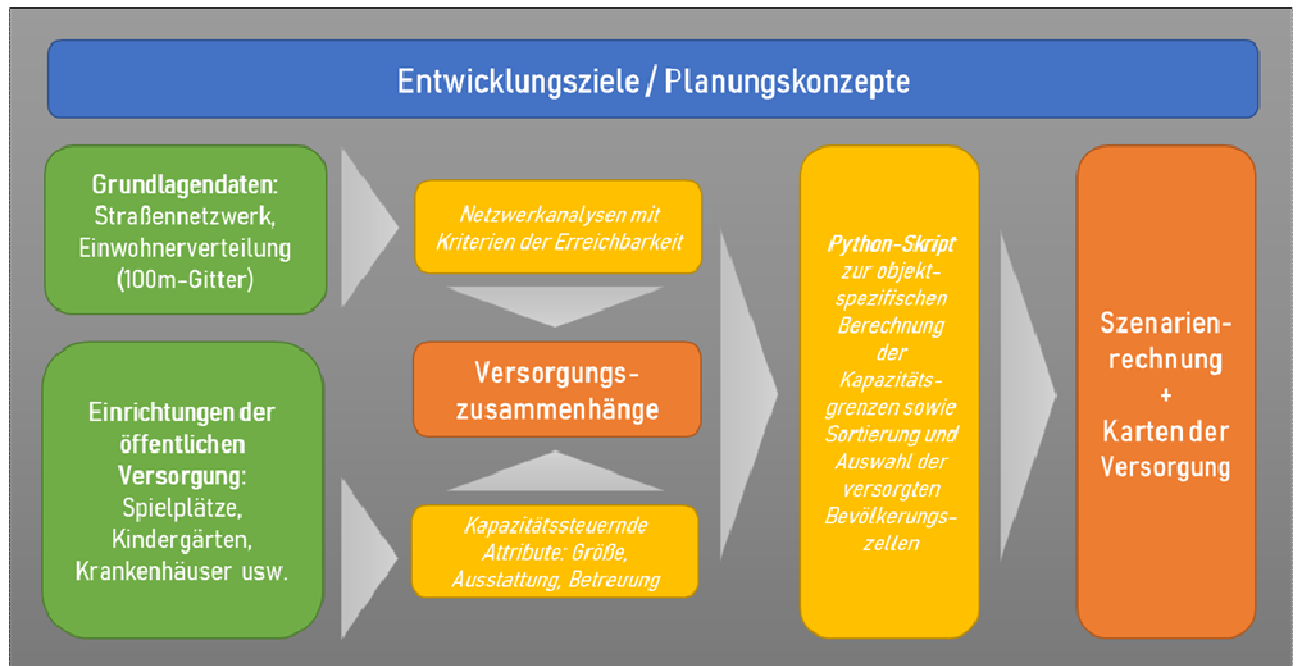 Entwicklungsziele / Planungskonzepte
Grundlagendaten:
Straßennetzwerk,
Einwohnerverteilung
(100m-Gitter)
Einrichtungen der
öffentlichen
Versorgung:
Spielplätze,
Kindergärten,
Krankenhäuser usw.
Netzwerkanalysen mit
Kriterien der Erreichbarkeit
Versorgungs-
zusammenhänge
Kapazitätssteuernde
Attribute: Größe,
Ausstattung, Betreuung
Python-Skript
zur objekt-
spezifischen
Berechnung
der
Kapazitäts-
grenzen sowie
Sortierung und
Auswahl der
versorgten
Bevölkerungs-
zellen
Szenarien-
rechnung
+
Karten der
Versorgung